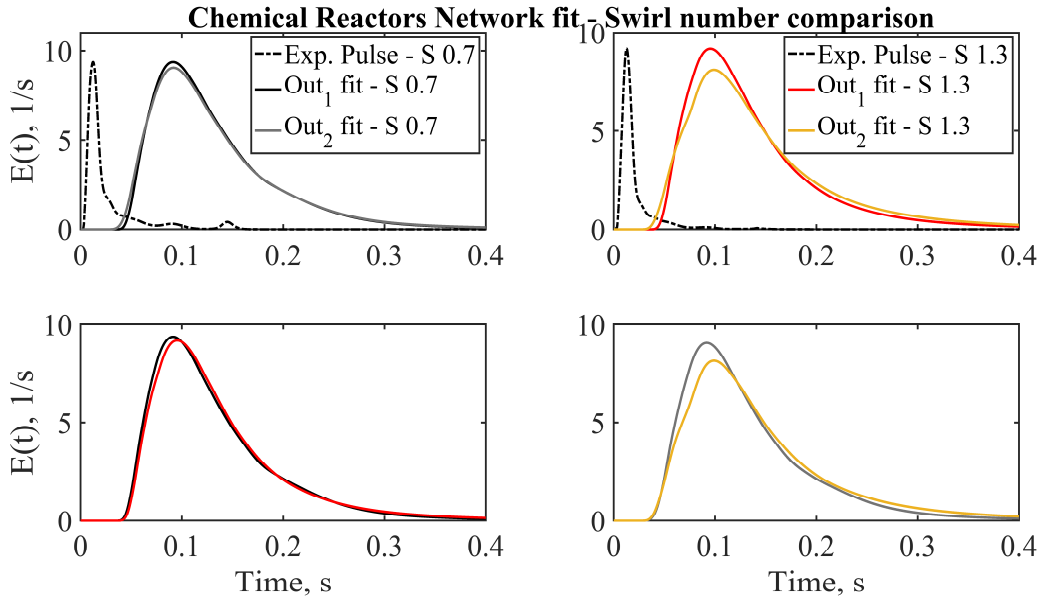 Chemical Reactors Network fit - Swirl number comparison
E(t), 1/s
10
5
0
0
0.1
0.2
0.3
0.4
Exp. Pulse - S 0.7
Out1 fit - S 0.7
Out2 fit - S 0.7
10
5
0
0
0.1
0.2
0.3
0.4
Exp. Pulse - S 1.3
Out1 fit - S 1.3
Out2 fit - S 1.3
E(t), 1/s
10
5
0
0
0.1
0.2
0.3
0.4
Time, s
10
5
0
0
0.1
0.2
0.3
0.4
Time, s